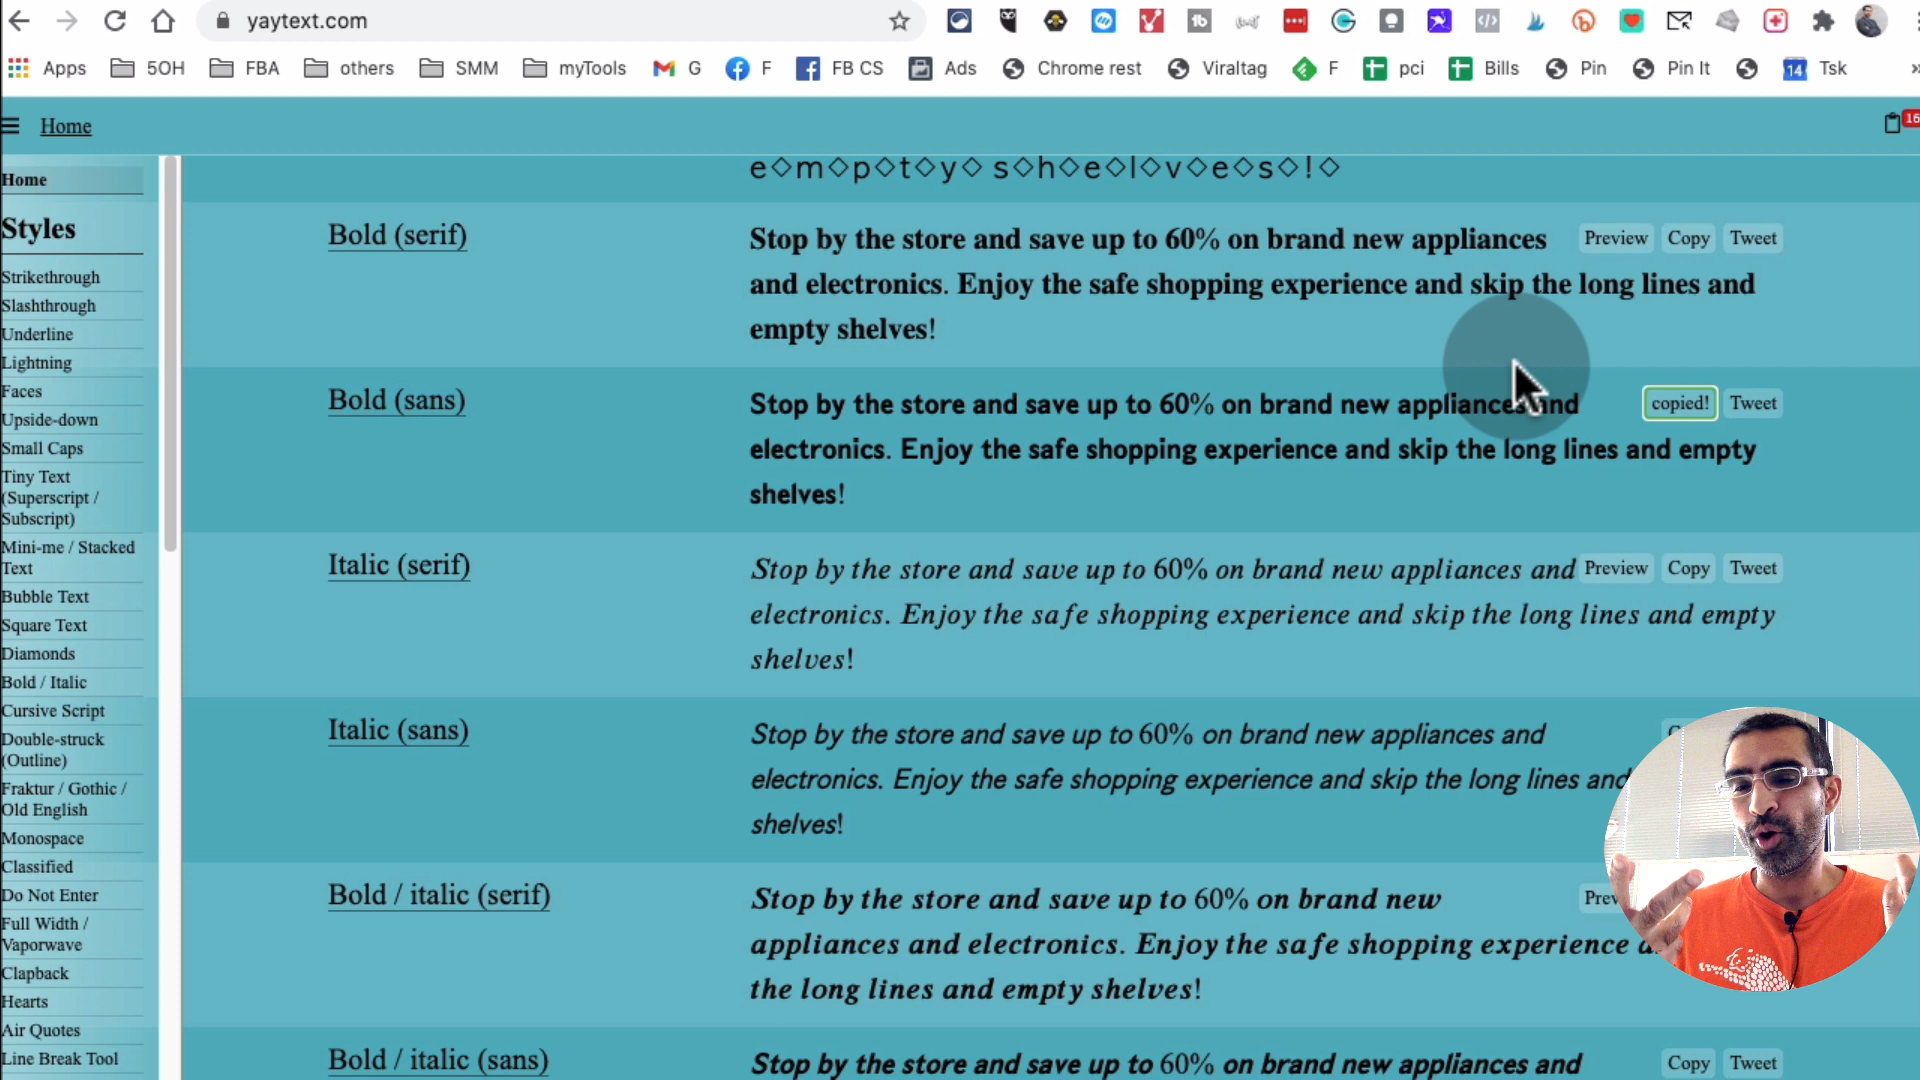 yaytext.com
Apps 5OH FBA others SMM myTools G F FB CS Ads Chrome rest Viraltag F pci Bills Pin Pin It 14 Tsk »
Home 16
Home
Styles
Strikethrough
Slashthrough
Underline
Lightning
Faces
Upside-down
Small Caps
Tiny Text
(Superscript /
Subscript)
Mini-me / Stacked
Text
Bubble Text
Square Text
Diamonds
Bold / Italic
Cursive Script
Double-struck
(Outline)
Fraktur / Gothic /
Old English
Monospace
Classified
Do Not Enter
Full Width /
Vaporwave
Clapback
Hearts
Air Quotes
Line Break Tool
e◇m◇p◇t◇y◇ s◇h◇e◇l◇v◇e◇s◇!◇
Bold (serif)
Stop by the store and save up to 60% on brand new appliances
and electronics. Enjoy the safe shopping experience and skip the long lines and
empty shelves!
Preview Copy Tweet
Bold (sans)
Stop by the store and save up to 60% on brand new appliances and
electronics. Enjoy the safe shopping experience and skip the long lines and empty
shelves!
copied! Tweet
Italic (serif)
Stop by the store and save up to 60% on brand new appliances and
electronics. Enjoy the safe shopping experience and skip the long lines and empty
shelves!
Preview Copy Tweet
Italic (sans)
Stop by the store and save up to 60% on brand new appliances and
electronics. Enjoy the safe shopping experience and skip the long lines and
shelves!
Bold / italic (serif)
Stop by the store and save up to 60% on brand new
appliances and electronics. Enjoy the safe shopping experience
the long lines and empty shelves!
Bold / italic (sans)
Stop by the store and save up to 60% on brand new appliances and
Copy Tweet